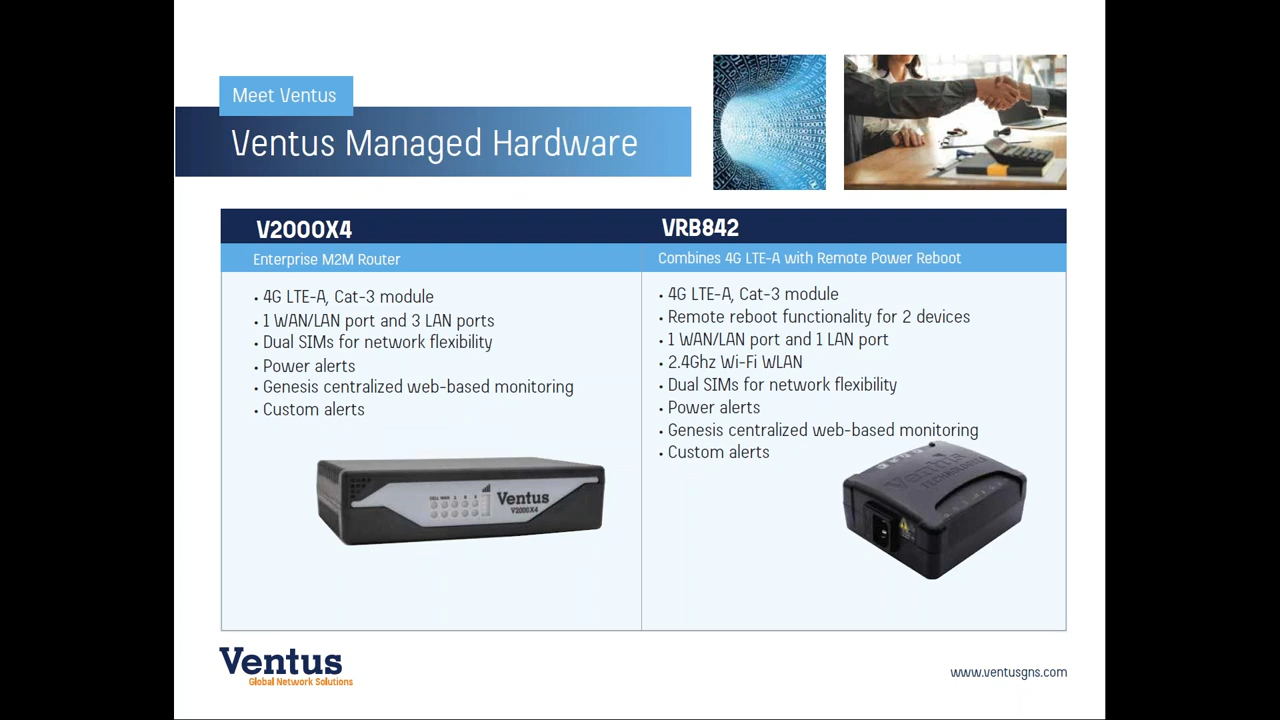 Meet Ventus
Ventus Managed Hardware
V2000X4
Enterprise M2M Router
• 4G LTE-A, Cat-3 module
• 1 WAN/LAN port and 3 LAN ports
• Dual SIMs for network flexibility
• Power alerts
• Genesis centralized web-based monitoring
• Custom alerts
Ventus
V2000X4
VRB842
Combines 4G LTE-A with Remote Power Reboot
• 4G LTE-A, Cat-3 module
• Remote reboot functionality for 2 devices
• 1 WAN/LAN port and 1 LAN port
• 2.4Ghz Wi-Fi WLAN
• Dual SIMs for network flexibility
• Power alerts
• Genesis centralized web-based monitoring
• Custom alerts
Ventus
TECHNOLOGIES
Ventus
Global Network Solutions
www.ventusgns.com